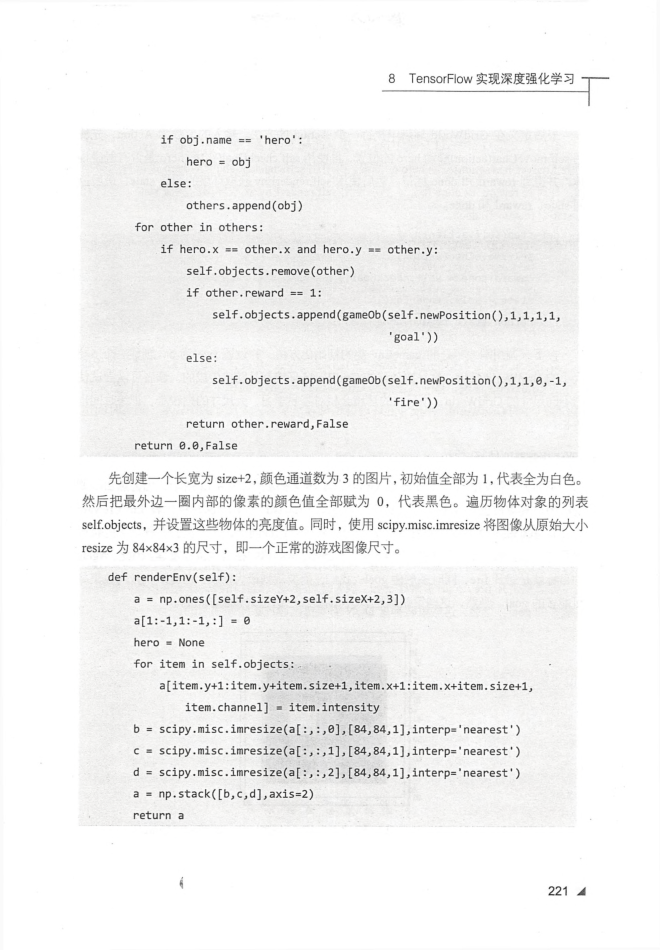 8 TensorFlow 实现深度强化学习
if obj.name == 'hero':
hero = obj
else:
others.append(obj)
for other in others:
if hero.x == other.x and hero.y == other.y:
self.objects.remove(other)
if other.reward == 1:
self.objects.append(gameOb(self.newPosition(),1,1,1,1,
'goal'))
else:
self.objects.append(gameOb(self.newPosition(),1,1,0,-1,
'fire'))
return other.reward,False
return 0.0,False
先创建一个长宽为 size+2，颜色通道数为 3 的图片，初始值全部为 1，代表全为白色。
然后把最外边一圈内部的像素的颜色值全部赋为 0，代表黑色。遍历物体对象的列表
self.objects，并设置这些物体的亮度值。同时，使用 scipy.misc.imresize 将图像从原始大小
resize 为 84×84×3 的尺寸，即一个正常的游戏图像尺寸。
def renderEnv(self):
a = np.ones([self.sizeY+2,self.sizeX+2,3])
a[1:-1,1:-1,:] = 0
hero = None
for item in self.objects:
a[item.y+1:item.y+item.size+1,item.x+1:item.x+item.size+1,
item.channel] = item.intensity
b = scipy.misc.imresize(a[:,:,0],[84,84,1],interp='nearest')
c = scipy.misc.imresize(a[:,:,1],[84,84,1],interp='nearest')
d = scipy.misc.imresize(a[:,:,2],[84,84,1],interp='nearest')
a = np.stack([b,c,d],axis=2)
return a
221